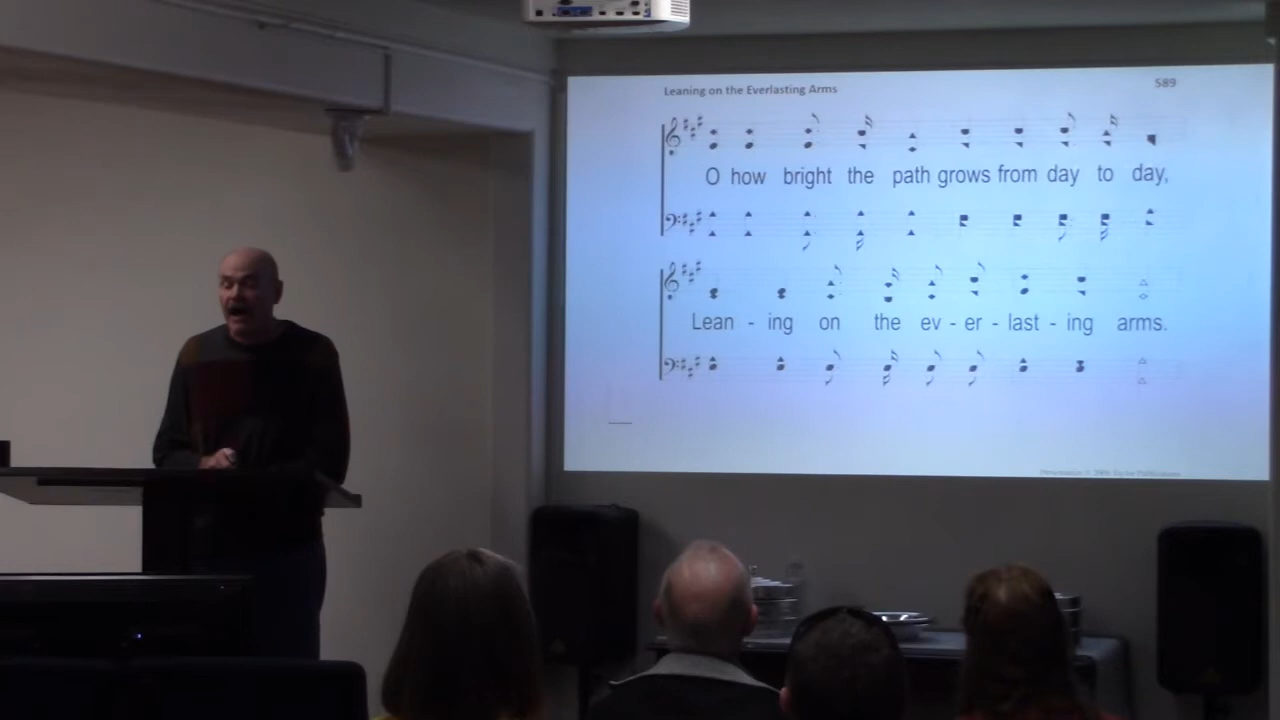 Leaning on the Everlasting Arms
589
O how bright the path grows from day to day,
Lean - ing on the ev - er - last - ing arms.